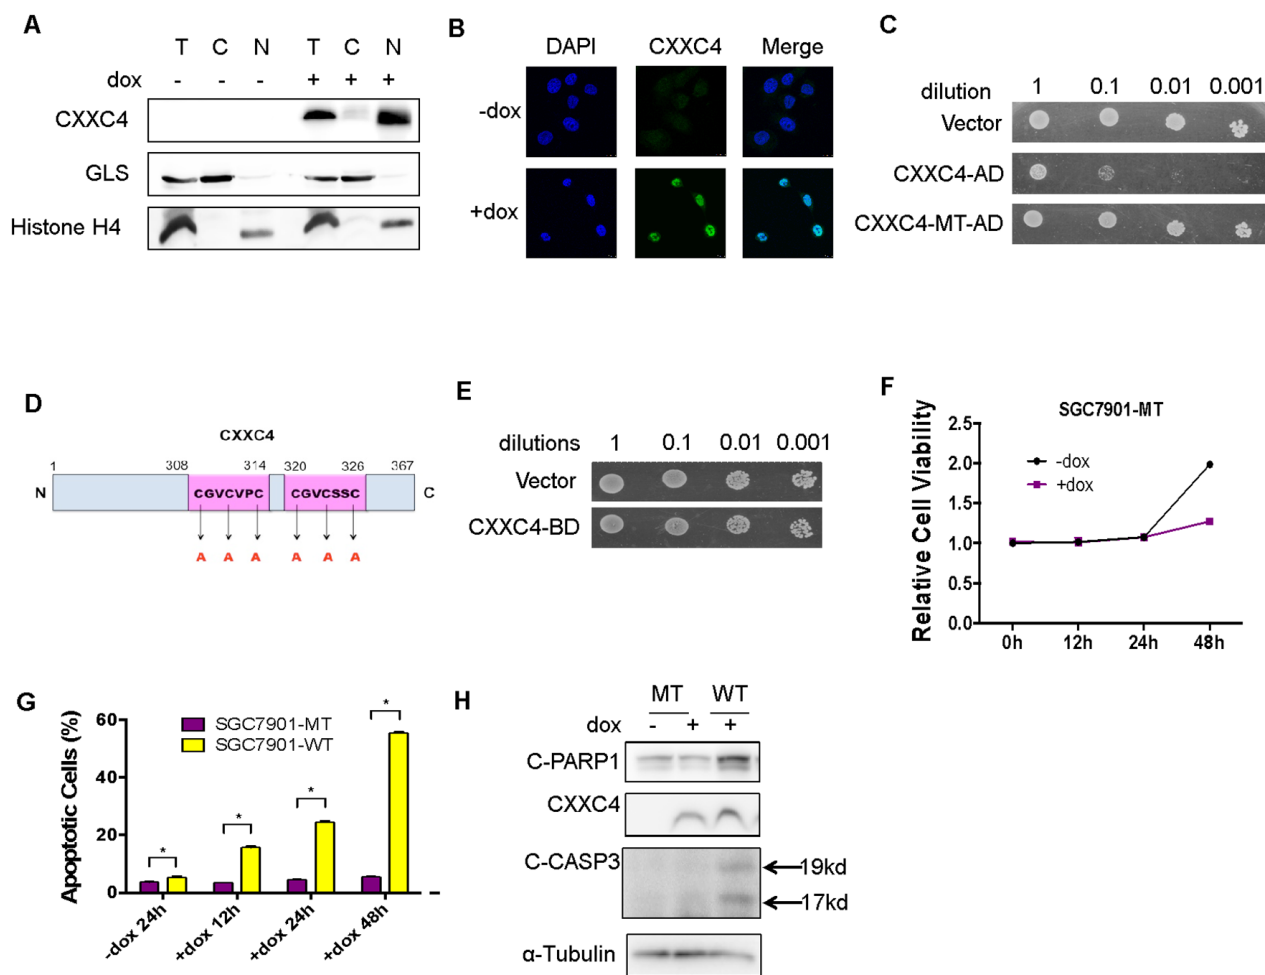 A
T C N T C N
dox - - - + + +
CXXC4
GLS
Histone H4
B
DAPI CXXC4 Merge
-dox
+dox
C
dilution 1 0.1 0.01 0.001
Vector
CXXC4-AD
CXXC4-MT-AD
D
CXXC4
1 308 314 320 326 367
N CGVCVPC CGVCSSC C
A A A A A A
E
dilutions 1 0.1 0.01 0.001
Vector
CXXC4-BD
F
SGC7901-MT
Relative Cell Viability
2.5
2.0
1.5
1.0
0.5
0.0
-dox
+dox
0h 12h 24h 48h
G
Apoptotic Cells (%)
60
40
20
0
SGC7901-MT
SGC7901-WT
* * * *
-dox 24h +dox 12h +dox 24h +dox 48h
H
MT WT
dox - + +
C-PARP1
CXXC4
C-CASP3
19kd
17kd
α-Tubulin